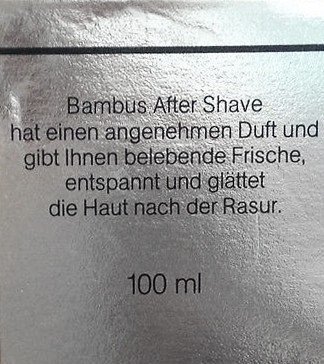 Bambus After Shave
hat einen angenehmen Duft und
gibt Ihnen belebende Frische,
entspannt und glättet
die Haut nach der Rasur.
100 ml